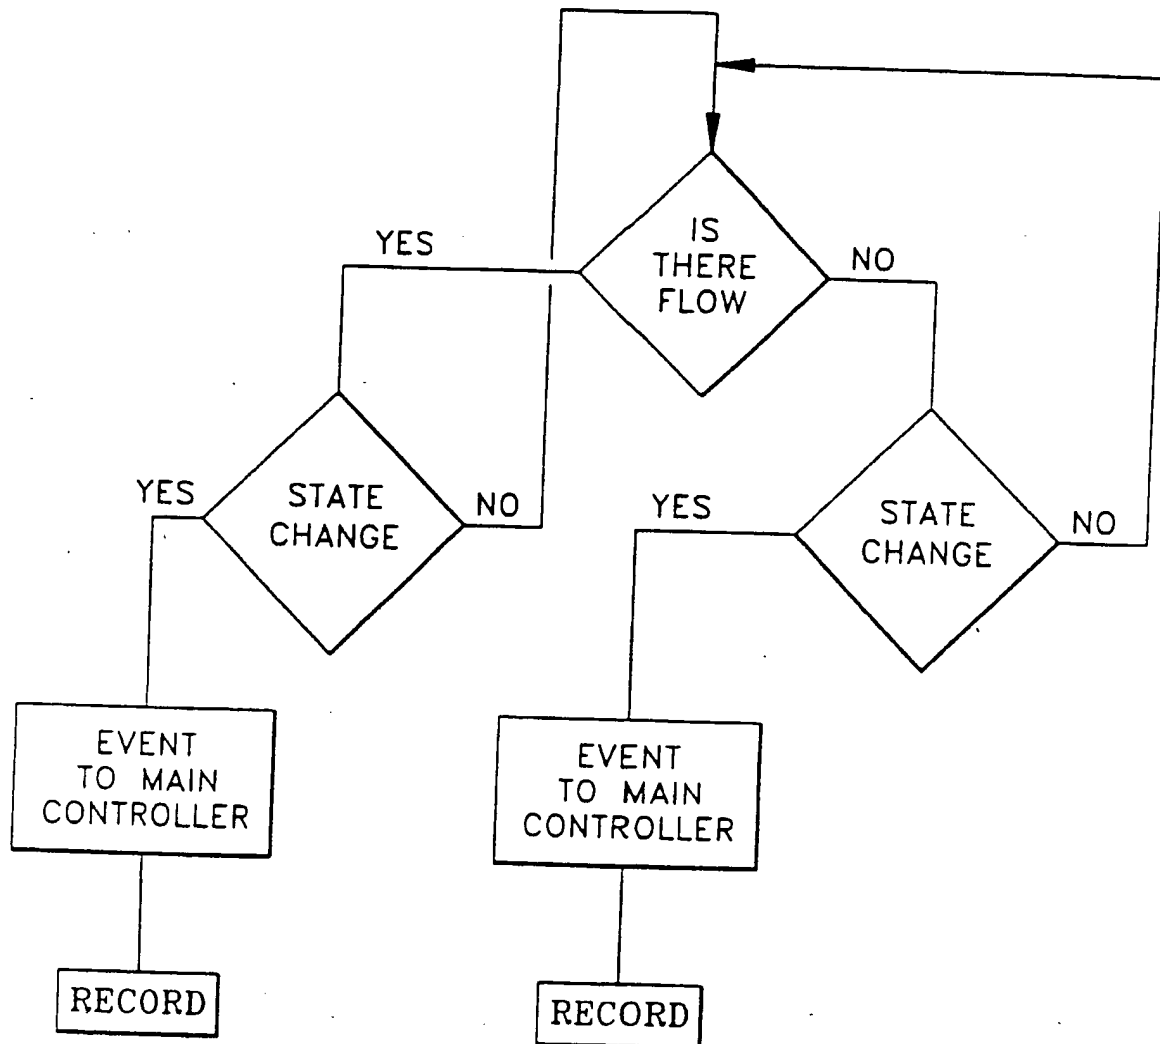 IS
THERE
FLOW
YES
NO
STATE
CHANGE
YES
NO
STATE
CHANGE
YES
NO
EVENT
TO MAIN
CONTROLLER
EVENT
TO MAIN
CONTROLLER
RECORD
RECORD